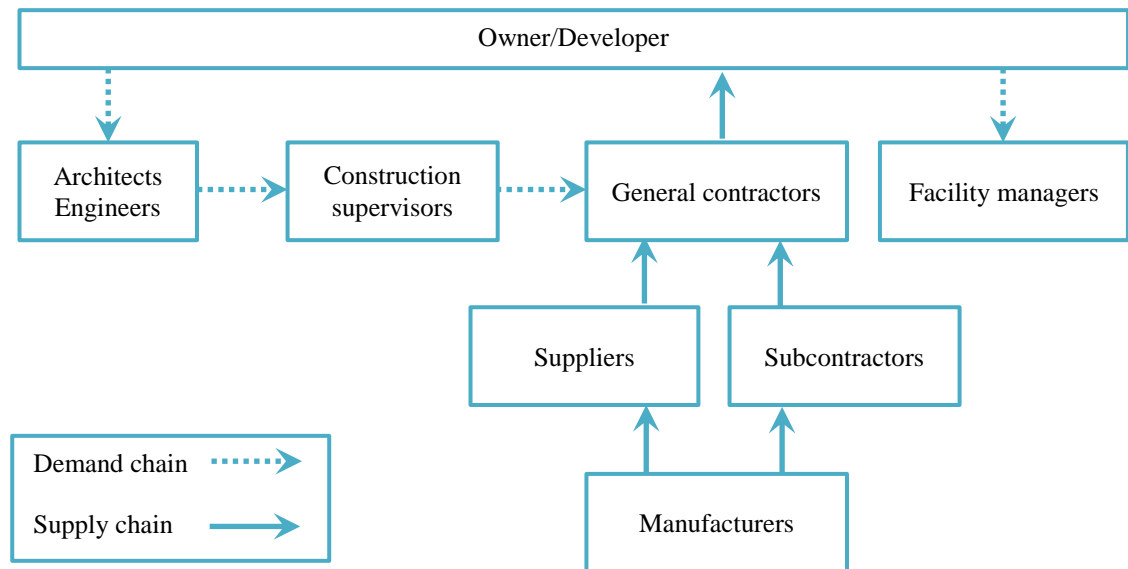 Owner/Developer
Architects
Engineers
Construction
supervisors
General contractors
Facility managers
Suppliers
Subcontractors
Demand chain
Supply chain
Manufacturers